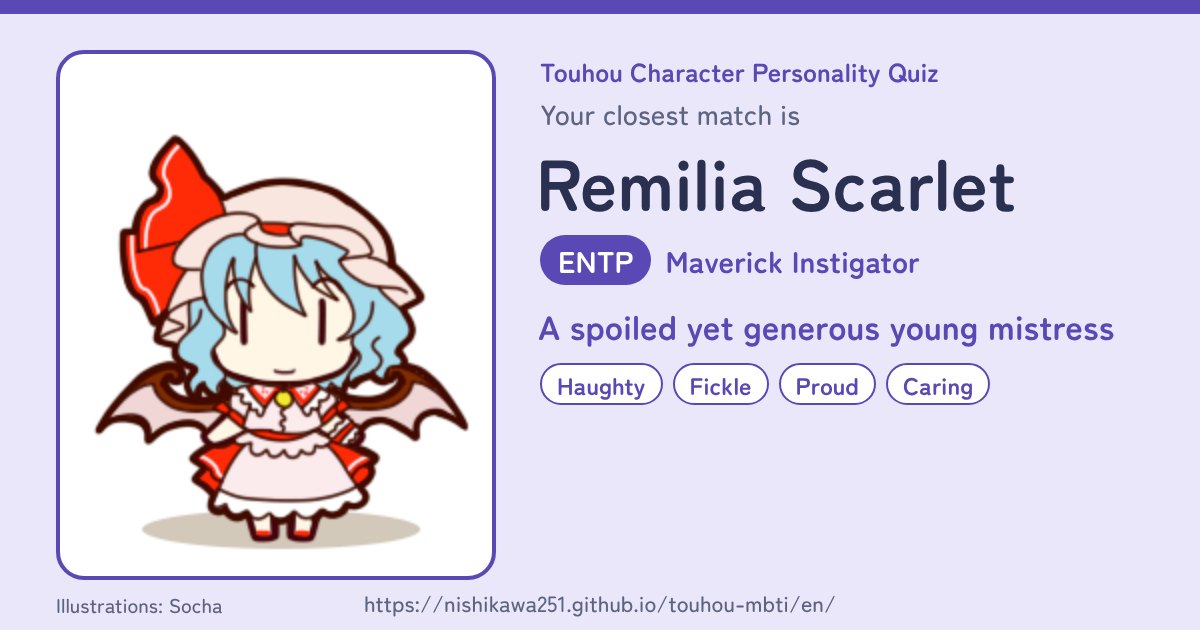 Touhou Character Personality Quiz
Your closest match is
Remilia Scarlet
ENTP Maverick Instigator
A spoiled yet generous young mistress
Haughty Fickle Proud Caring
Illustrations: Socha https://nishikawa251.github.io/touhou-mbti/en/